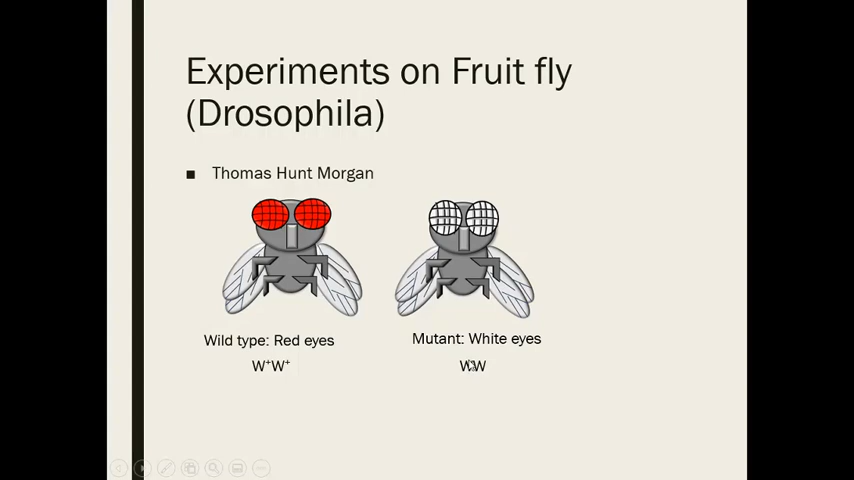 Experiments on Fruit fly
(Drosophila)
■ Thomas Hunt Morgan
Wild type: Red eyes
Mutant: White eyes
W⁺W⁺
WW